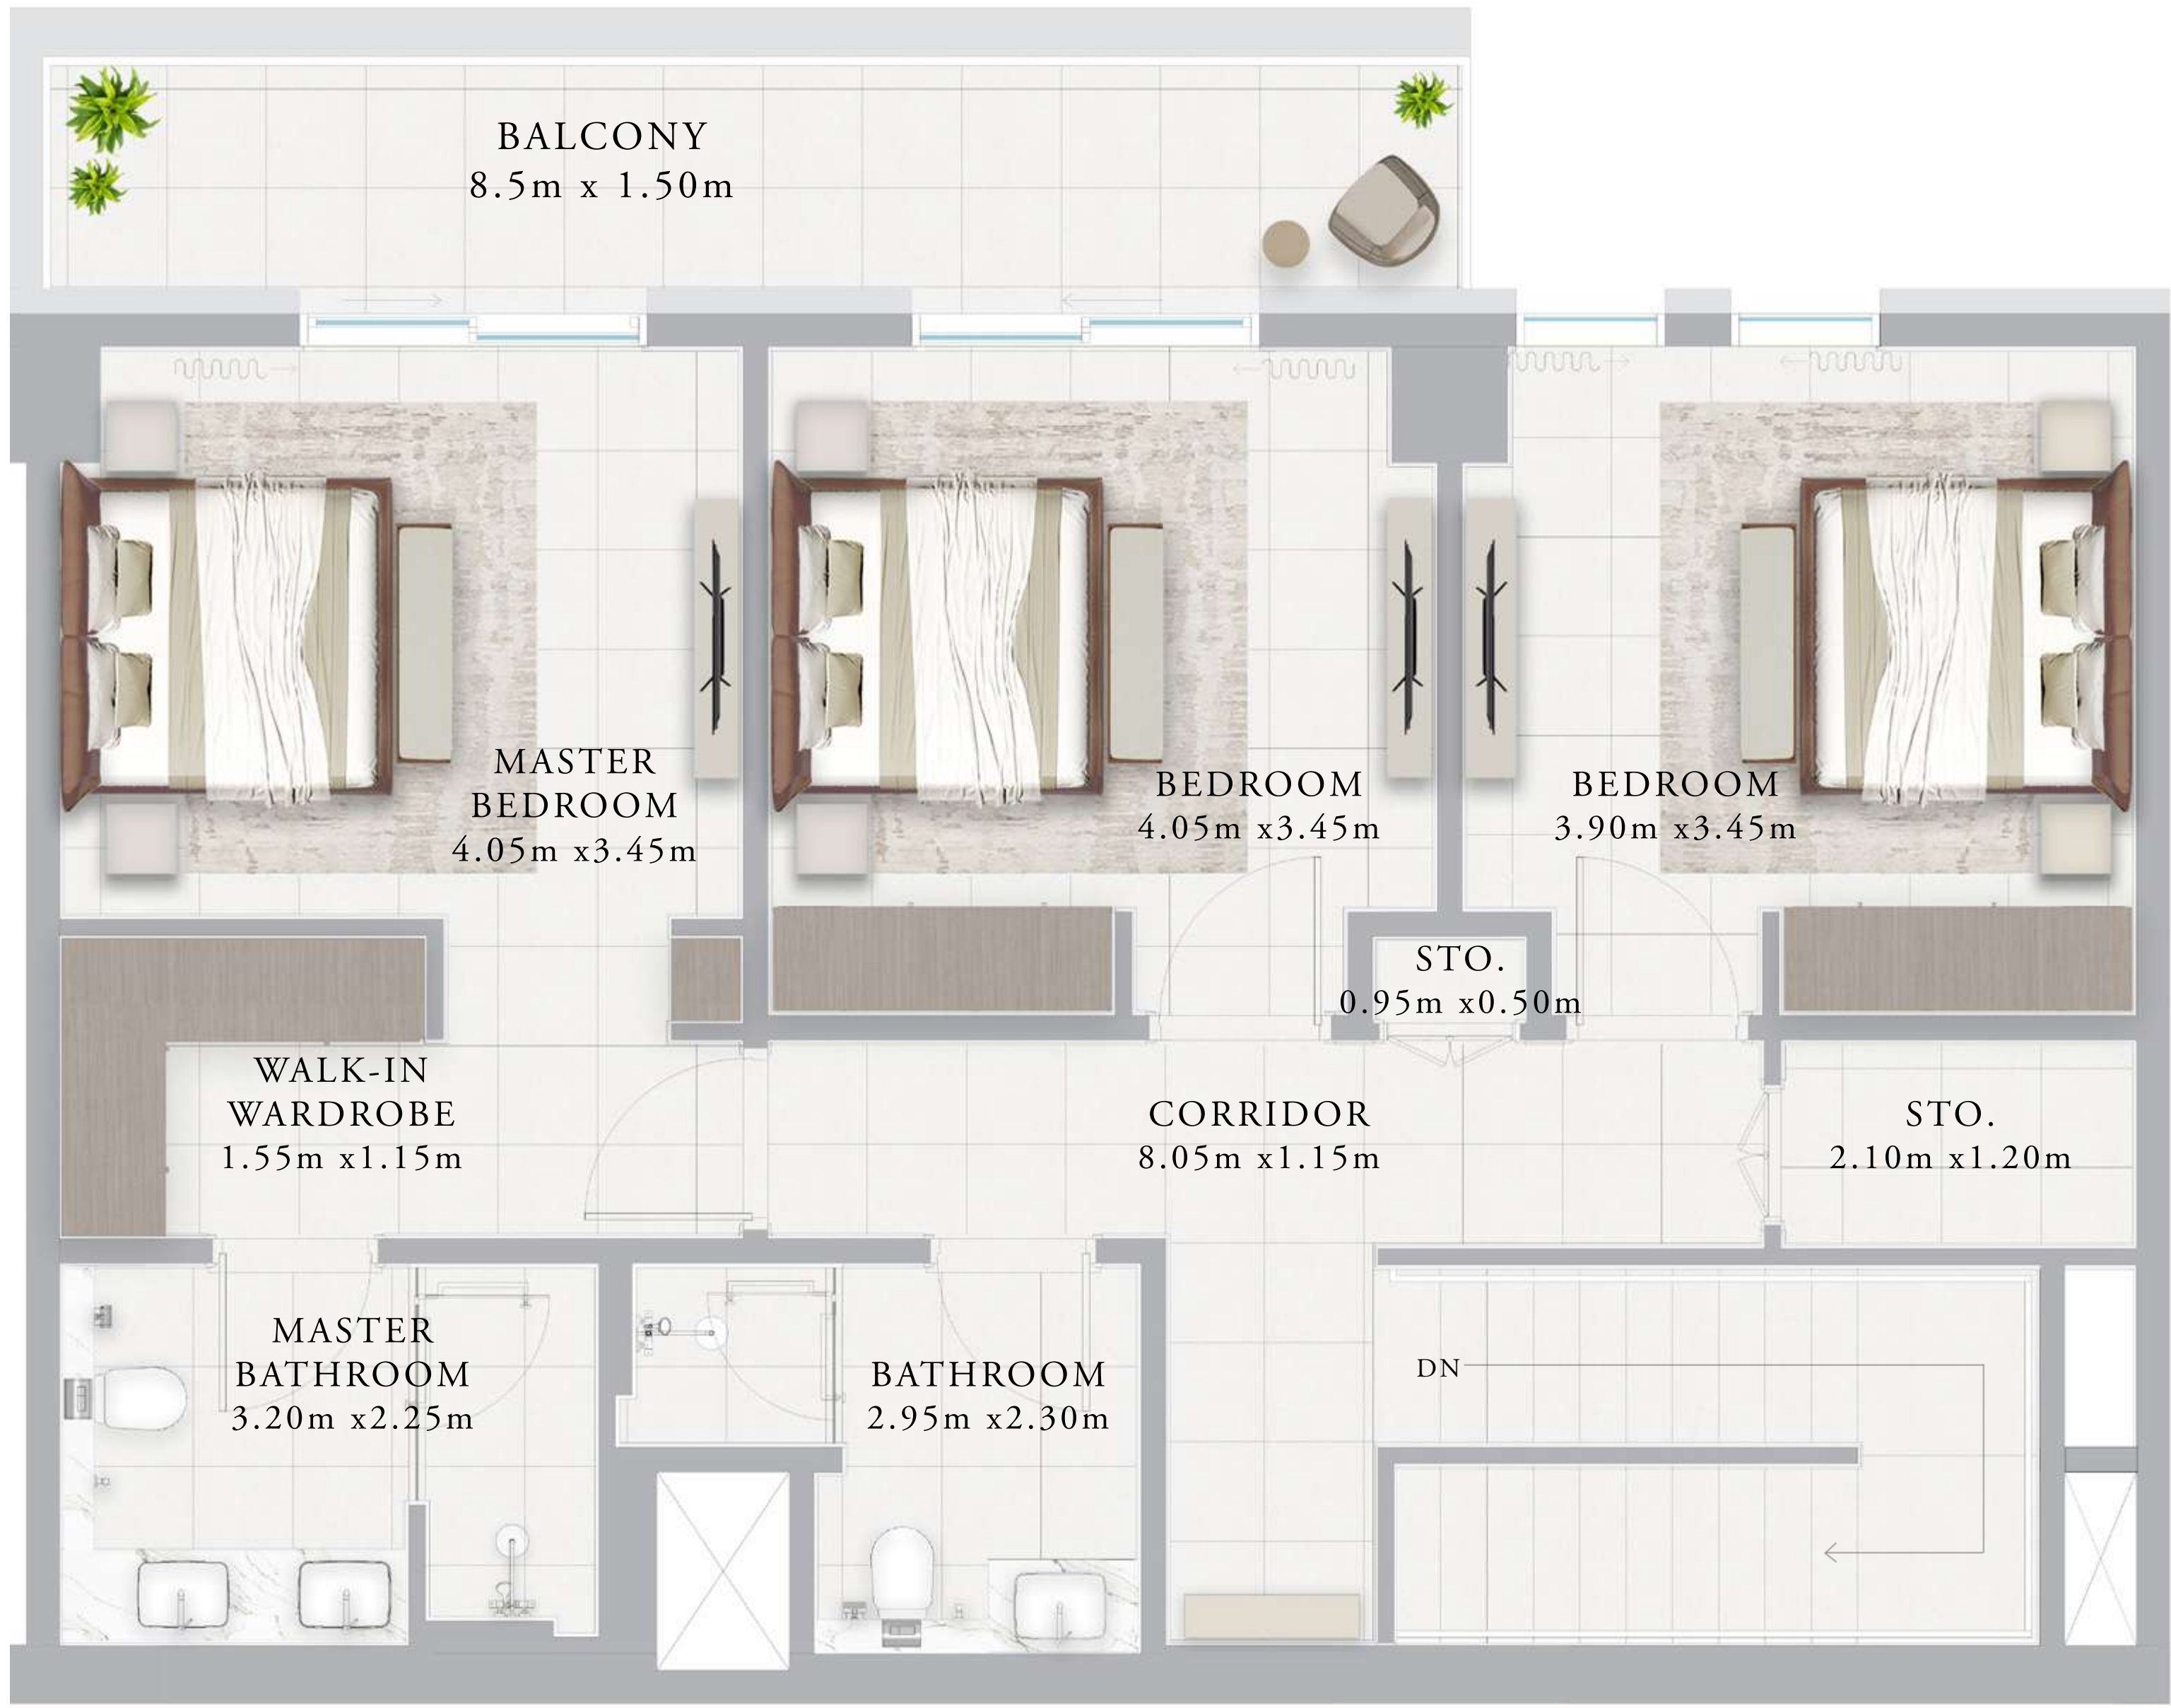 BALCONY
8.5m x 1.50m
MASTER
BEDROOM
4.05m x3.45m
BEDROOM
4.05m x3.45m
BEDROOM
3.90m x3.45m
STO.
0.95m x0.50m
WALK-IN
WARDROBE
1.55m x1.15m
CORRIDOR
8.05m x1.15m
STO.
2.10m x1.20m
MASTER
BATHROOM
3.20m x2.25m
BATHROOM
2.95m x2.30m
DN